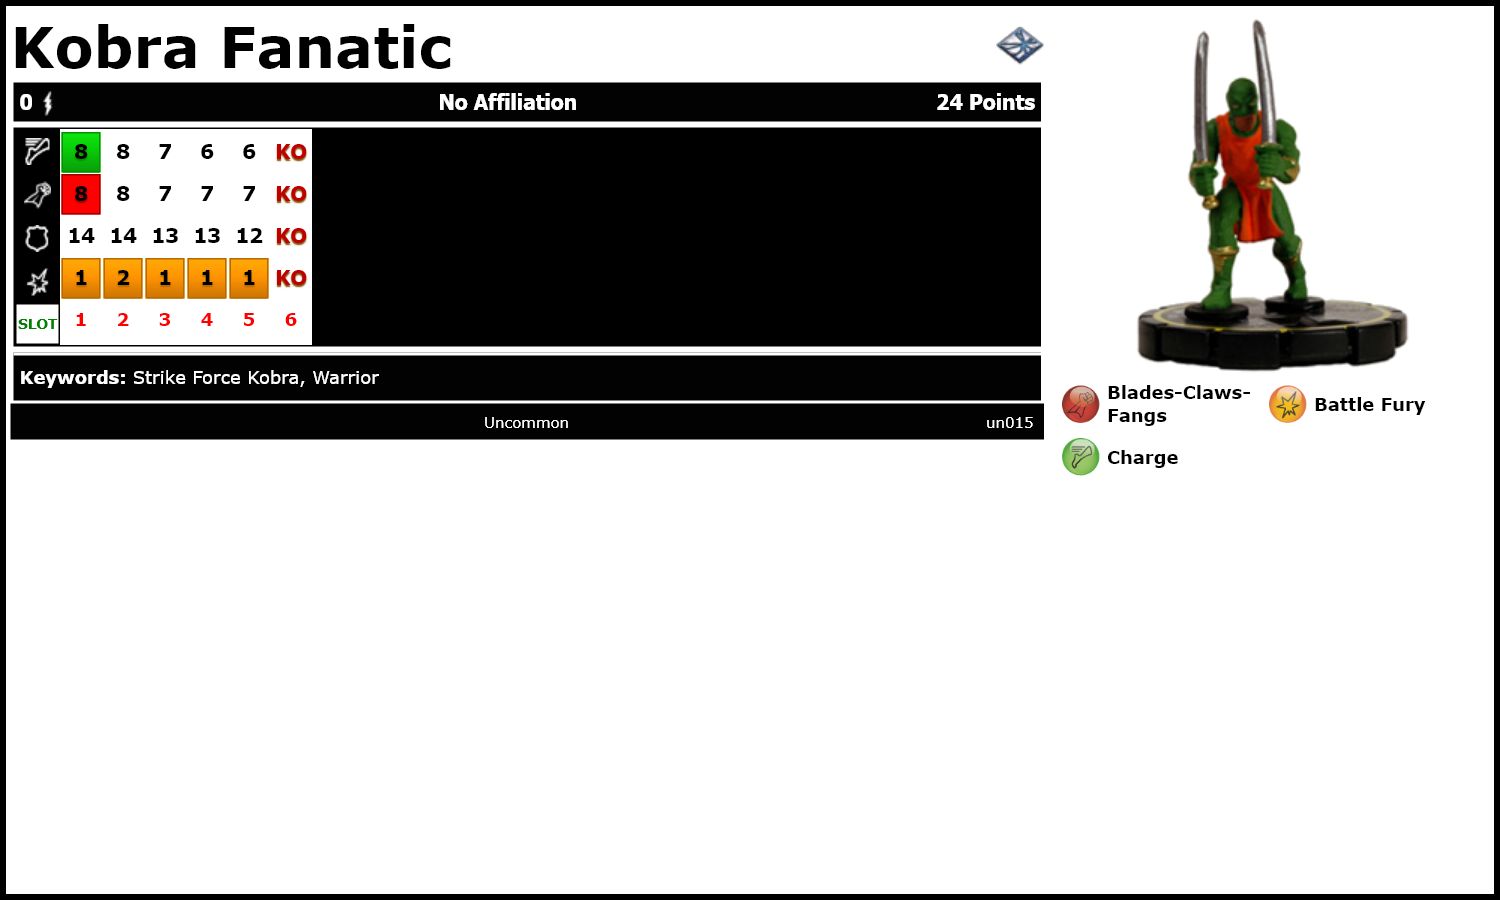 Kobra Fanatic
0 No Affiliation 24 Points
8 8 7 6 6 KO
8 8 7 7 7 KO
14 14 13 13 12 KO
1 2 1 1 1 KO
SLOT 1 2 3 4 5 6
Keywords: Strike Force Kobra, Warrior
Uncommon un015
Blades-Claws-
Fangs
Battle Fury
Charge